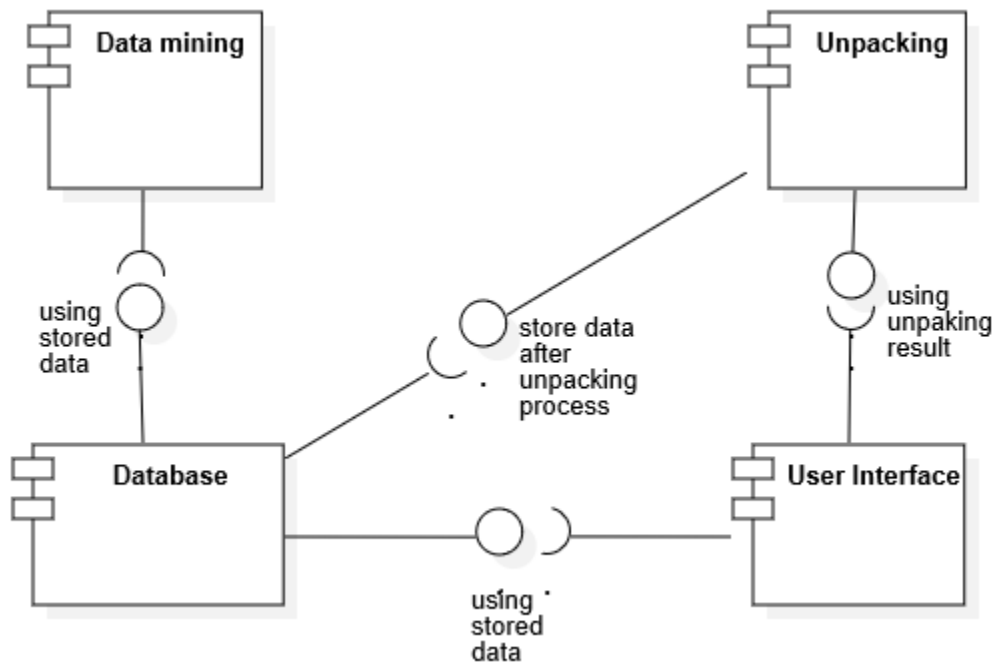 Data mining
Unpacking
using
stored
data
store data
after
unpacking
process
using
unpaking
result
Database
User Interface
using
stored
data